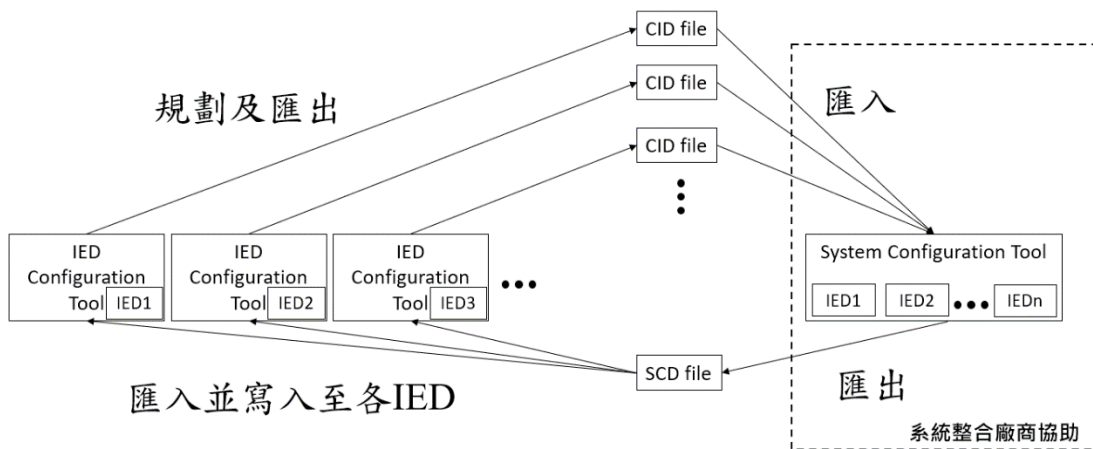 CID file
CID file
CID file
規劃及匯出
匯入
IED
Configuration
Tool
IED1
IED
Configuration
Tool
IED2
IED
Configuration
Tool
IED3
•••
System Configuration Tool
IED1
IED2
•••
IEDn
SCD file
匯入並寫入至各IED
匯出
系統整合廠商協助